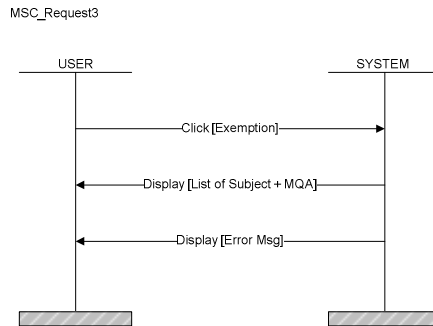 MSC_Request3
USER
SYSTEM
Click [Exemption]
Display [List of Subject + MQA]
Display [Error Msg]